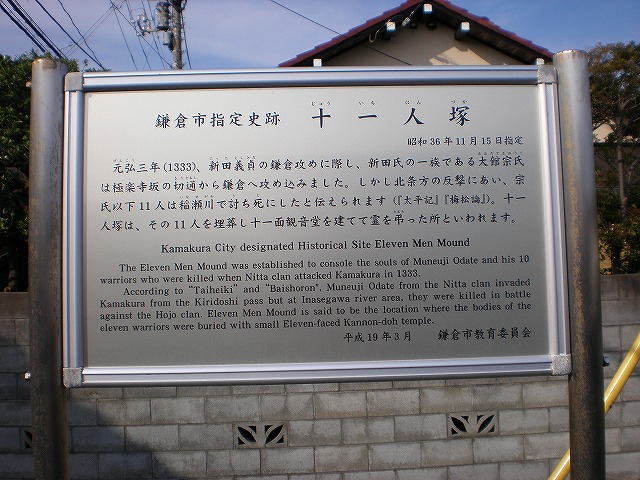 鎌倉市指定史跡 十一人塚
じゅう いち にん づか
昭和36年11月15日指定
元弘三年(1333)、新田義貞の鎌倉攻めに際し、新田氏の一族である大館宗氏
は極楽寺坂の切通から鎌倉へ攻め込みました。しかし北条方の反撃にあい、宗
氏以下11人は稲瀬川で討ち死にしたと伝えられます(『太平記』『梅松論』)。十一
人塚は、その11人を埋葬し十一面観音堂を建てて霊を弔った所といわれます。
Kamakura City designated Historical Site Eleven Men Mound
The Eleven Men Mound was established to console the souls of Muneuji Odate and his 10
warriors who were killed when Nitta clan attacked Kamakura in 1333.
According to "Taiheiki" and "Baishoron", Muneuji Odate from the Nitta clan invaded
Kamakura from the Kiridoshi pass but at Inasegawa river area, they were killed in battle
against the Hojo clan. Eleven Men Mound is said to be the location where the bodies of the
eleven warriors were buried with small Eleven-faced Kannon-doh temple.
平成19年3月 鎌倉市教育委員会